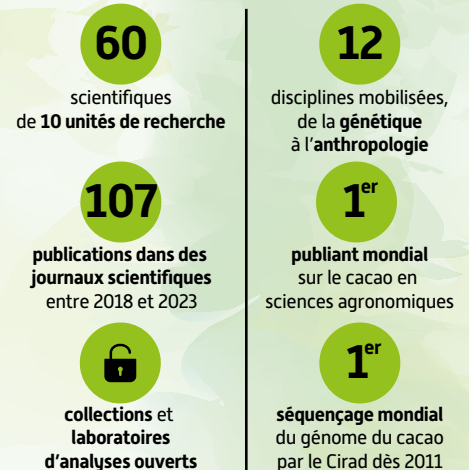 60
scientifiques
de 10 unités de recherche
107
publications dans des
journaux scientifiques
entre 2018 et 2023
collections et
laboratoires
d'analyses ouverts
12
disciplines mobilisées,
de la génétique
à l'anthropologie
1er
publiant mondial
sur le cacao en
sciences agronomiques
1er
séquençage mondial
du génome du cacao
par le Cirad dès 2011